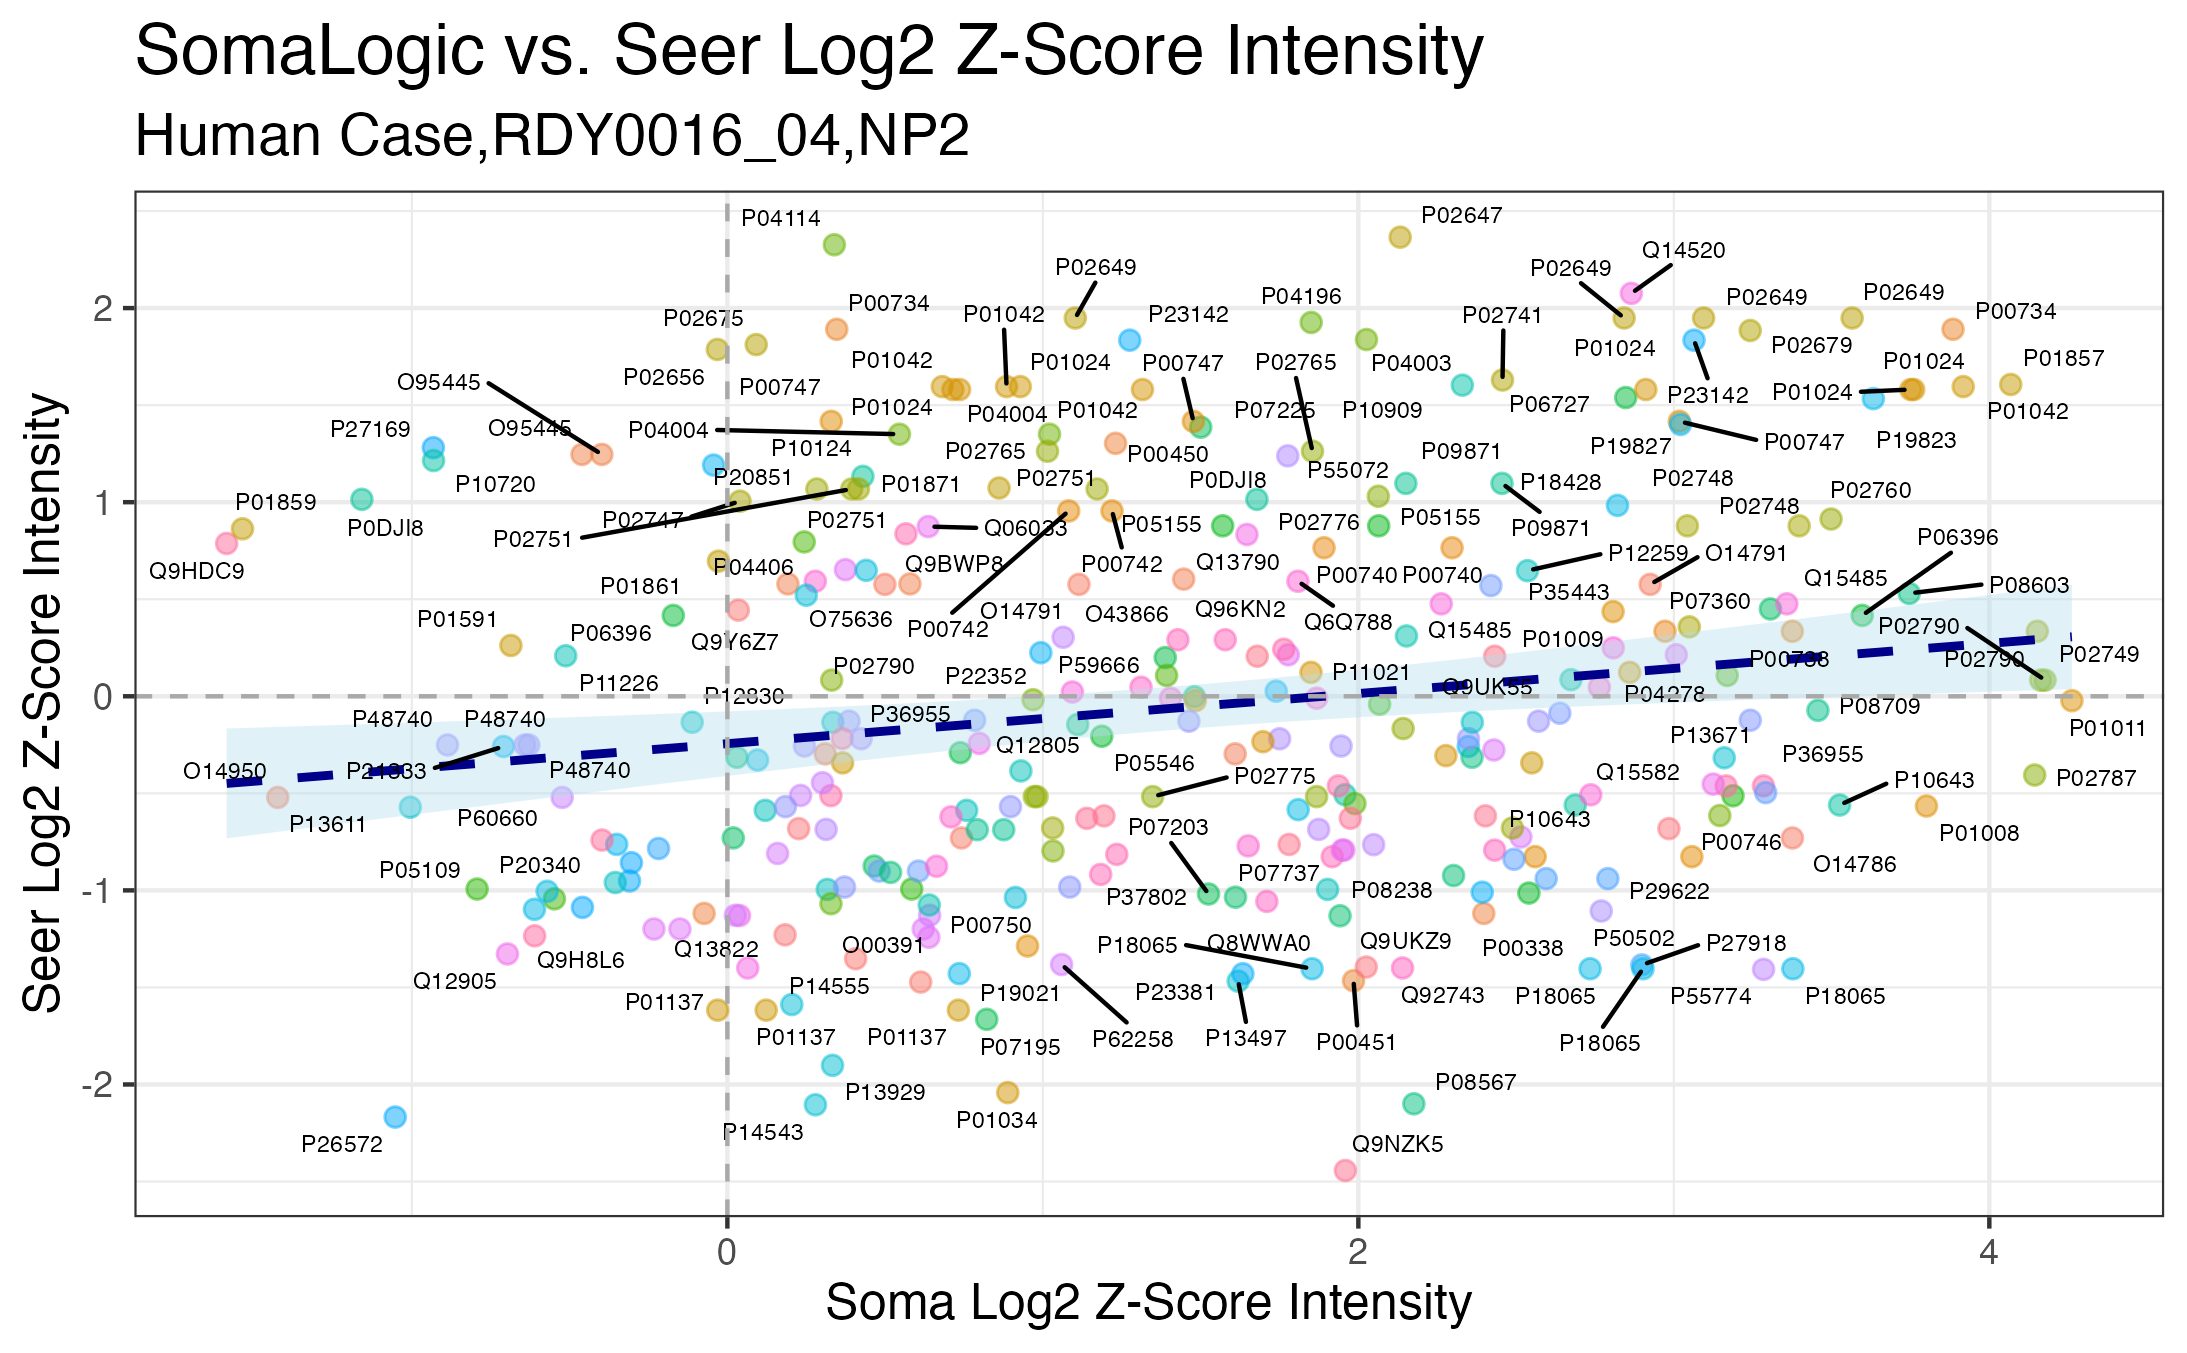 SomaLogic vs. Seer Log2 Z-Score Intensity
Human Case,RDY0016_04,NP2
P04114
P02647
Q14520
P02649
P02649
P04196
P02649
P02649
P00734
P02675
P01042
P23142
P02741
P00734
P01042
P01024
P00747
P02765
P04003
P01024
P02679
P01024
P01857
O95445
P02656
P00747
P23142
P01024
P01024
P04004
P01042
P07225
P10909
P06727
P01042
P27169
O95445
P04004
P10124
P02765
P00450
P09871
P19827
P00747
P19823
P10720
P20851
P01871
P02751
P0DJI8
P55072
P18428
P02748
P02760
P01859
P0DJI8
P02751
P02747
P02751
Q06033
P05155
P02776
P05155
P09871
P02748
P06396
Q9HDC9
P04406
Q9BWP8
P00742
Q13790
P00740
P00740
P12259
O14791
Q15485
P08603
P01861
P01591
P06396
Q9Y6Z7
O75636
P00742
O14791
O43866
Q96KN2
Q6Q788
Q15485
P35443
P07360
P01009
P02790
P11226
P12830
P02790
P22352
P59666
P11021
Q9UK55
P04278
P00738
P02790
P02749
P48740
P48740
P36955
Q12805
P08709
P01011
O14950
P21333
P48740
P05546
P02775
P13671
P36955
Q15582
P10643
P02787
P13611
P60660
P07203
P10643
P00746
P01008
P05109
P20340
P37802
P07737
P08238
P29622
O14786
Q12905
Q9H8L6
Q13822
O00391
P00750
P18065
Q8WWA0
Q9UKZ9
P00338
P50502
P27918
P01137
P14555
P19021
P23381
Q92743
P18065
P55774
P18065
P01137
P01137
P07195
P62258
P13497
P00451
P18065
P13929
P01034
P08567
P26572
P14543
Q9NZK5
2
1
0
-1
-2
0
2
4
Soma Log2 Z-Score Intensity
Seer Log2 Z-Score Intensity